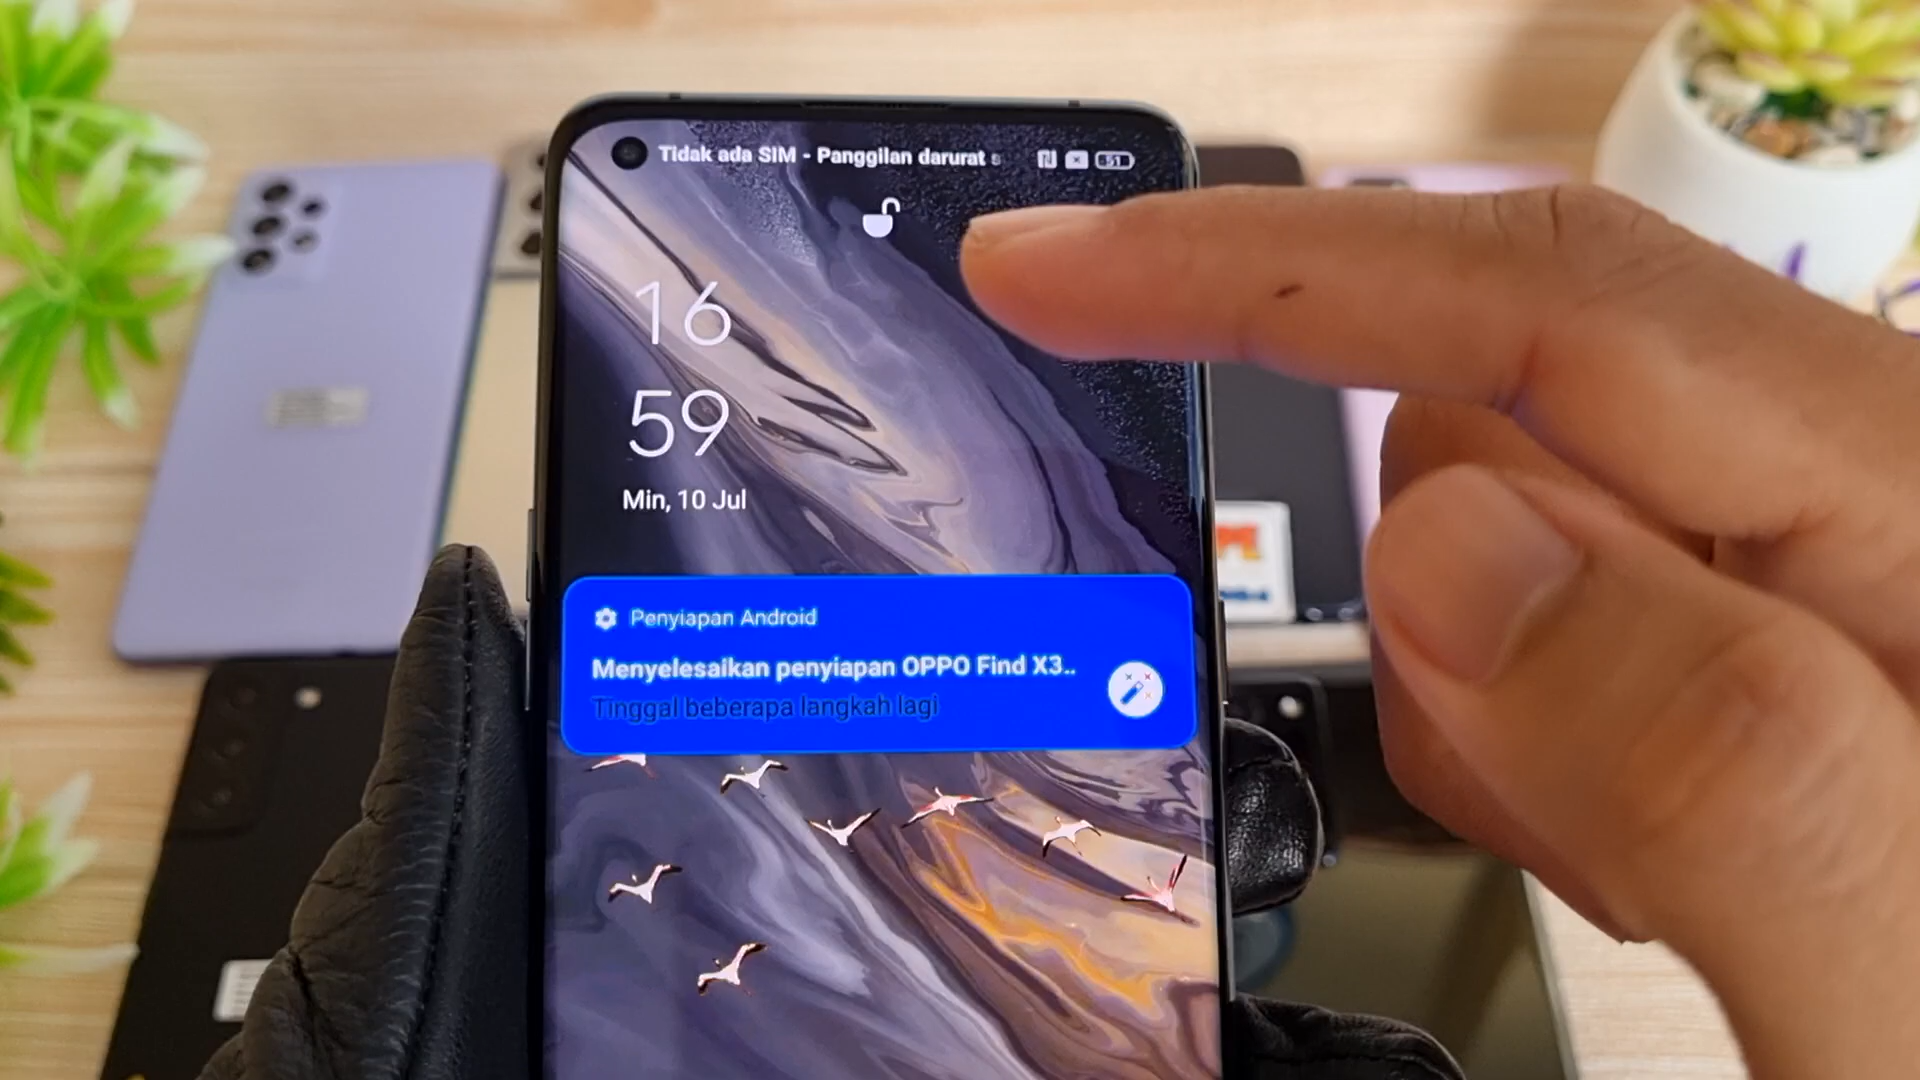 Tidak ada SIM - Panggilan darurat s
51
16
59
Min, 10 Jul
Penyiapan Android
Menyelesaikan penyiapan OPPO Find X3..
Tinggal beberapa langkah lagi